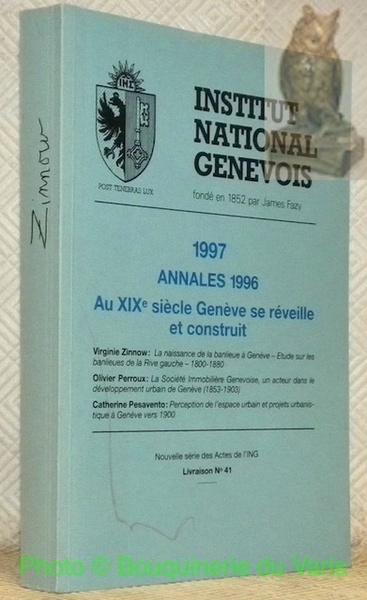 Zinnow
IHS
INSTITUT
NATIONAL
GENEVOIS
POST TENEBRAS LUX
fondé en 1852 par James Fazy
1997
ANNALES 1996
Au XIXe siècle Genève se réveille
et construit
Virginie Zinnow: La naissance de la banlieue à Genève – Etude sur les
banlieues de la Rive gauche – 1800-1880
Olivier Perroux: La Société Immobilière Genevoise, un acteur dans le
développement urbain de Genève (1853-1903)
Catherine Pesavento: Perception de l'espace urbain et projets urbanis-
tique à Genève vers 1900
Nouvelle série des Actes de l'ING
Livraison No 41
Photo © Bouquinerie du Varis